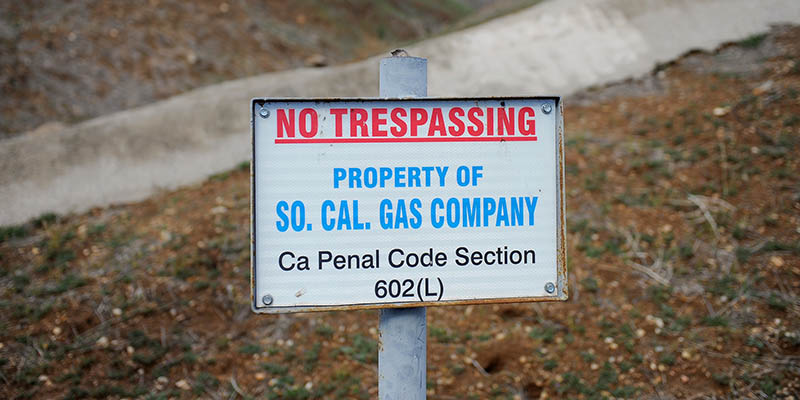 NO TRESPASSING
PROPERTY OF
SO. CAL. GAS COMPANY
Ca Penal Code Section
602(L)